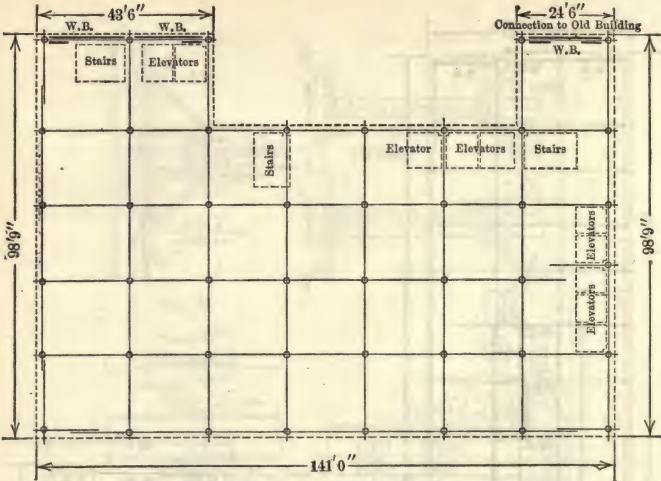 43'6"
24'6"
Connection to Old Building
W.B.
W.B.
W.B.
Stairs
Elevators
Stairs
Elevator
Elevators
Stairs
Elevators
Elevators
98'9"
98'9"
141'0"